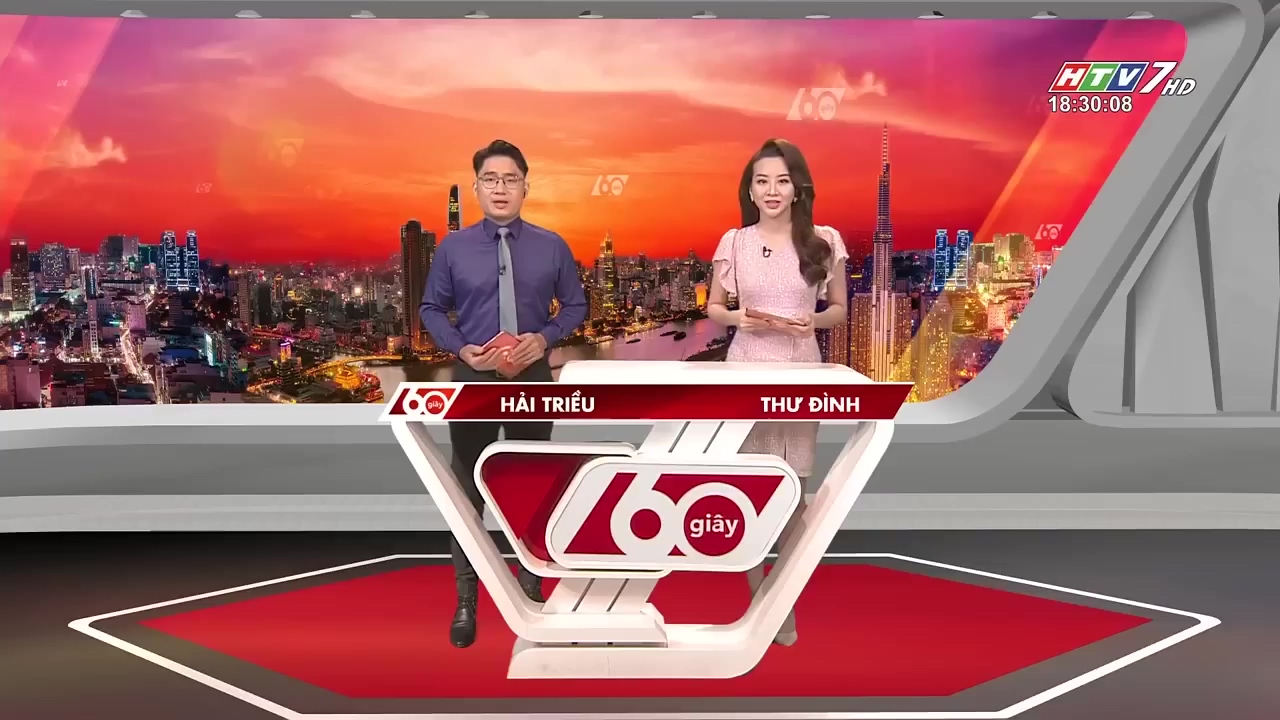 HTV7 HD
18:30:08
60 giây
HẢI TRIỀU
THƯ ĐÌNH
60 giây